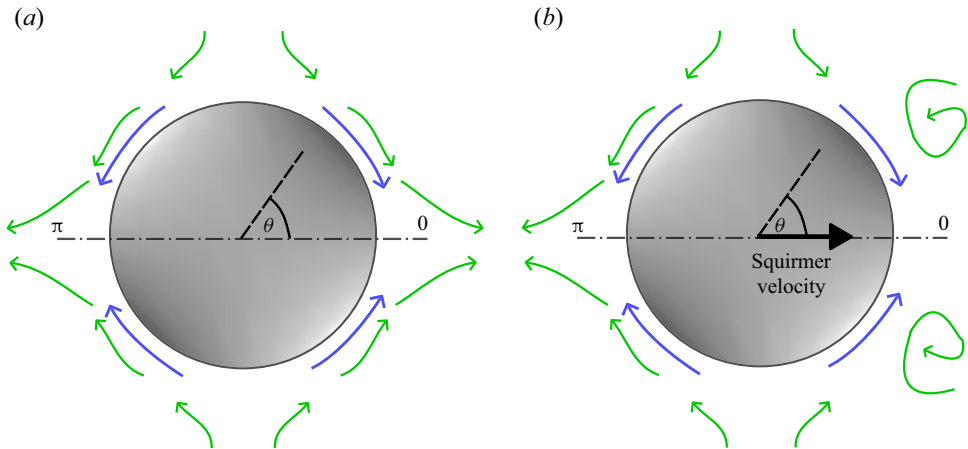 (a)
(b)
π
θ
0
π
θ
0
Squirmer
velocity